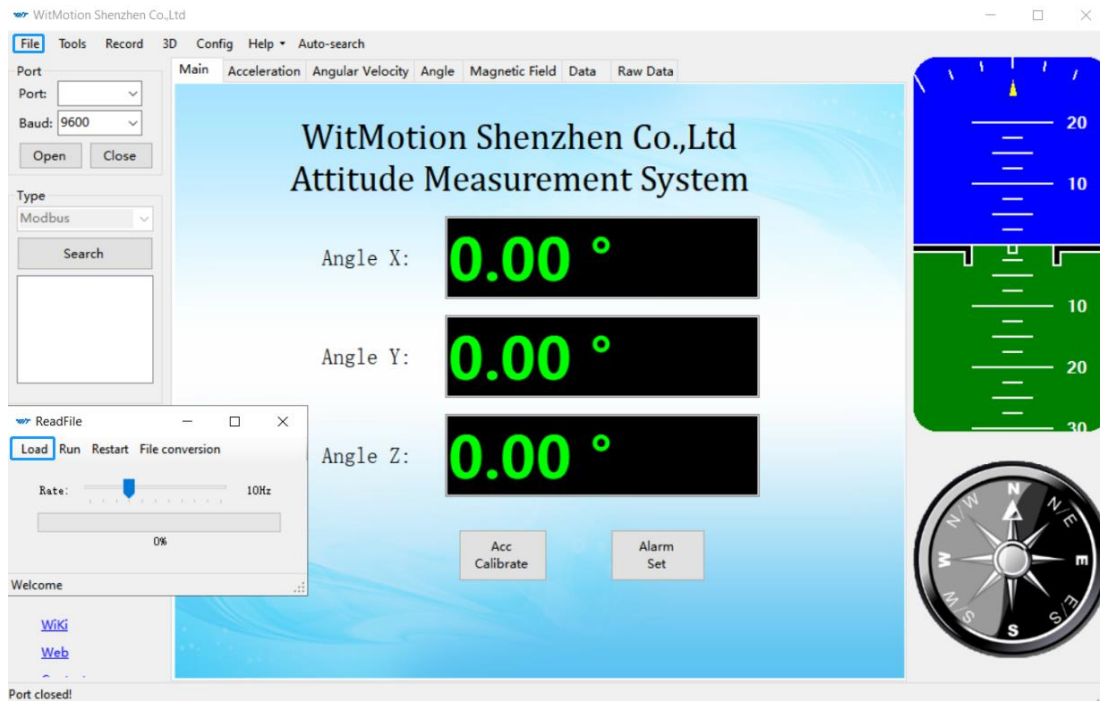 WitMotion Shenzhen Co.,Ltd
File Tools Record 3D Config Help Auto-search
Port
Port:
Baud: 9600
Open Close
Type
Modbus
Search
Main Acceleration Angular Velocity Angle Magnetic Field Data Raw Data
WitMotion Shenzhen Co.,Ltd
Attitude Measurement System
Angle X: 0.00 °
Angle Y: 0.00 °
Angle Z: 0.00 °
Acc
Calibrate
Alarm
Set
ReadFile
Load Run Restart File conversion
Rate: 10Hz
0%
Welcome
WiKi
Web
20
10
10
20
30
N
N/E
E
S/E
S
S/W
W
N/W
Port closed!